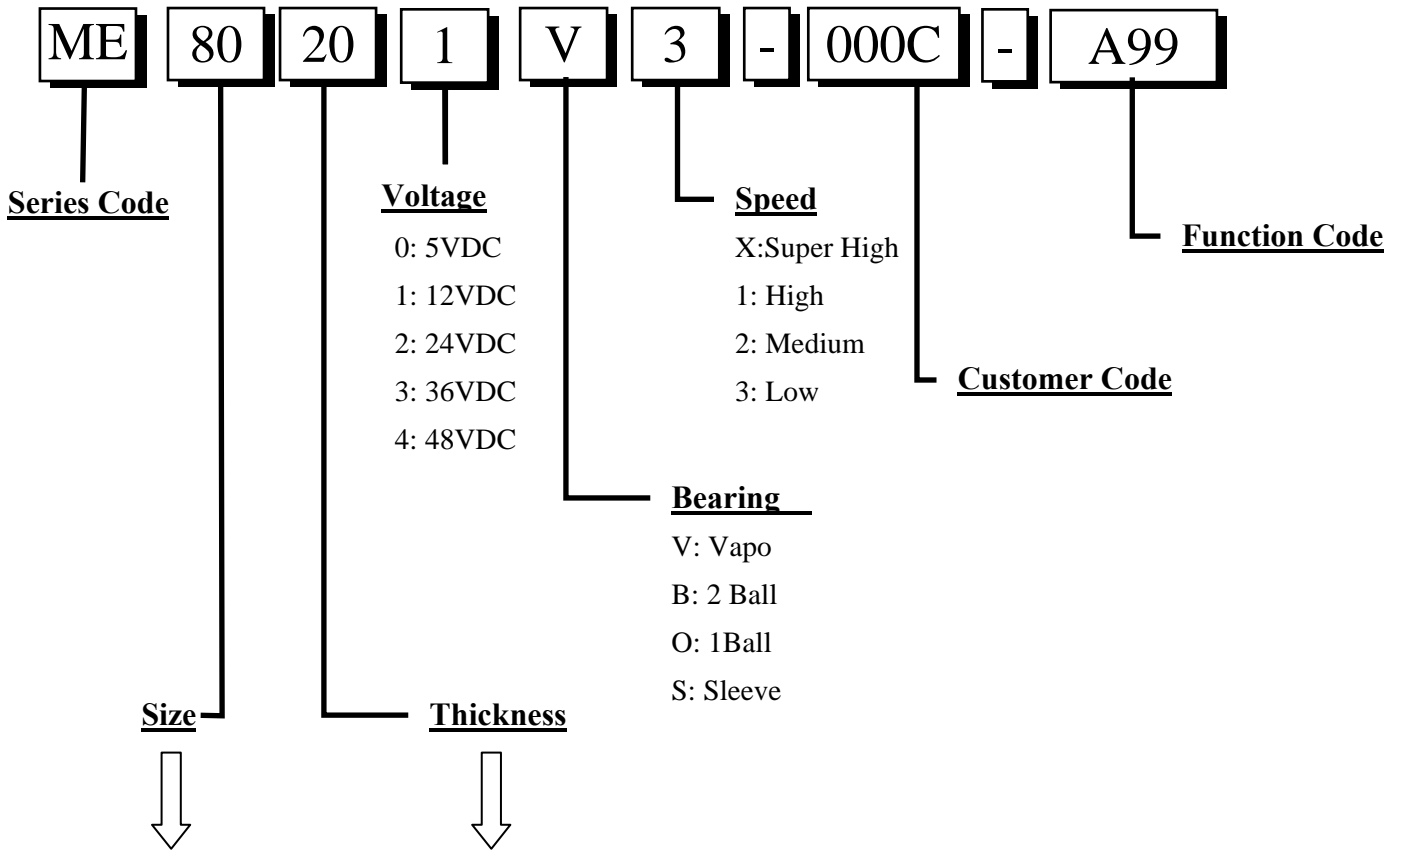 ME 80 20 1 V 3 - 000C - A99
Series Code
Voltage
0: 5VDC
1: 12VDC
2: 24VDC
3: 36VDC
4: 48VDC
Speed
X:Super High
1: High
2: Medium
3: Low
Function Code
Customer Code
Bearing
V: Vapo
B: 2 Ball
O: 1Ball
S: Sleeve
Size
Thickness